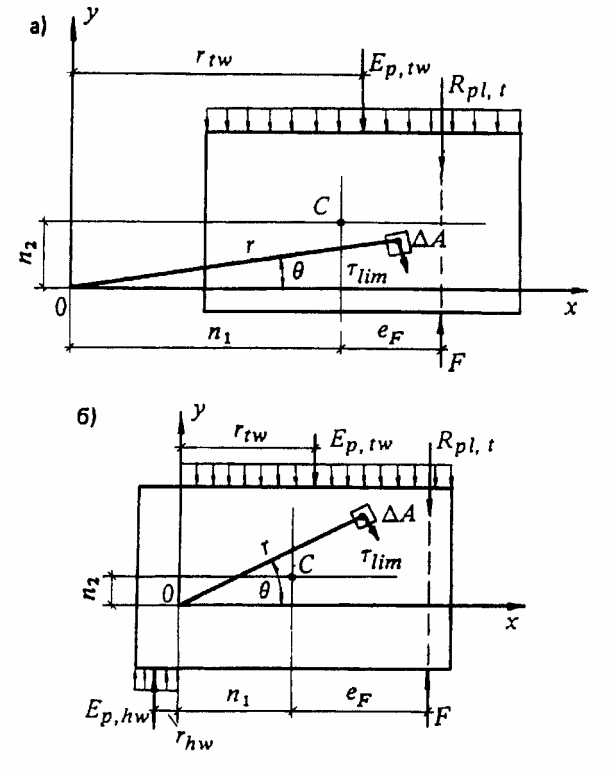 а)
y
r_tw
E_p,tw
R_pl,t
C
ΔA
n_2
r
θ
τ_lim
0
x
n_1
e_F
F
б)
y
r_tw
E_p,tw
R_pl,t
ΔA
r
C
τ_lim
n_2
0
θ
x
n_1
e_F
E_p,hw
F
r_hw